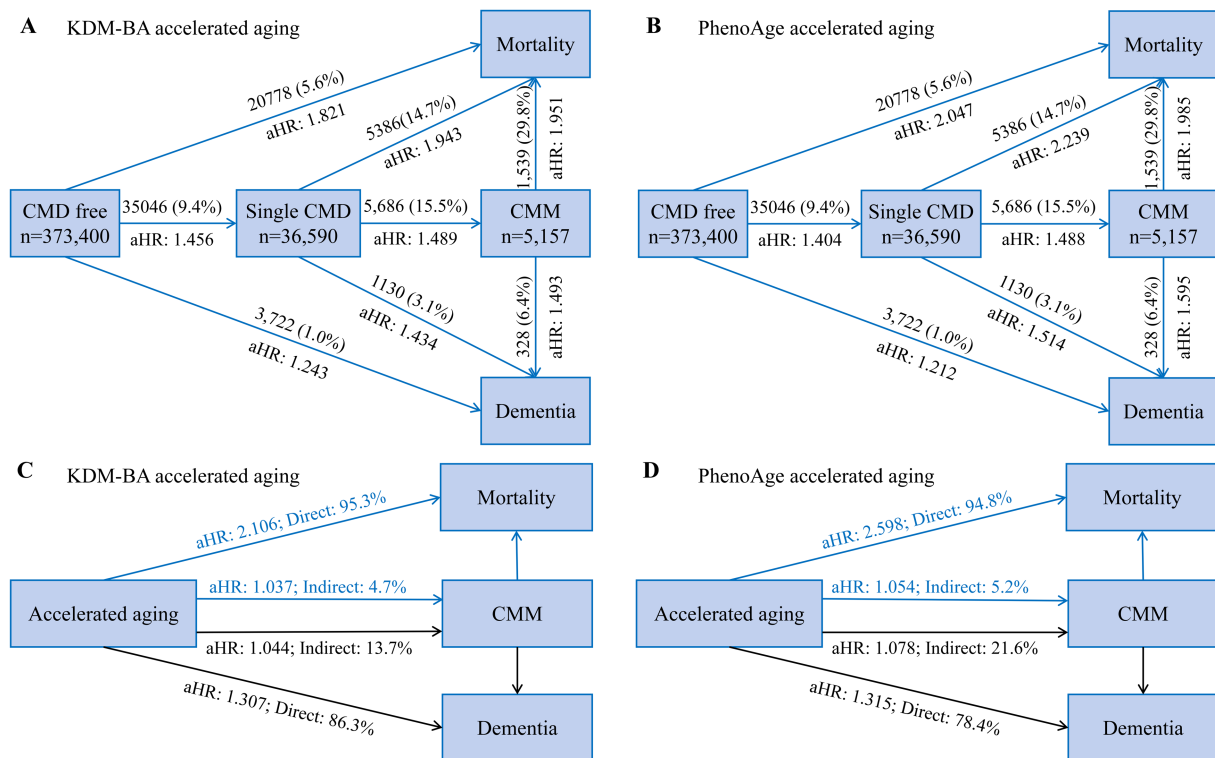 A KDM-BA accelerated aging
Mortality
20778 (5.6%)
aHR: 1.821
5386(14.7%)
aHR: 1.943
1,539 (29.8%)
aHR: 1.951
CMD free
n=373,400
35046 (9.4%)
aHR: 1.456
Single CMD
n=36,590
5,686 (15.5%)
aHR: 1.489
CMM
n=5,157
1130 (3.1%)
aHR: 1.434
328 (6.4%)
aHR: 1.493
3,722 (1.0%)
aHR: 1.243
Dementia
B PhenoAge accelerated aging
Mortality
20778 (5.6%)
aHR: 2.047
5386 (14.7%)
aHR: 2.239
1,539 (29.8%)
aHR: 1.985
CMD free
n=373,400
35046 (9.4%)
aHR: 1.404
Single CMD
n=36,590
5,686 (15.5%)
aHR: 1.488
CMM
n=5,157
1130 (3.1%)
aHR: 1.514
328 (6.4%)
aHR: 1.595
3,722 (1.0%)
aHR: 1.212
Dementia
C KDM-BA accelerated aging
Mortality
aHR: 2.106; Direct: 95.3%
Accelerated aging
aHR: 1.037; Indirect: 4.7%
CMM
aHR: 1.044; Indirect: 13.7%
aHR: 1.307; Direct: 86.3%
Dementia
D PhenoAge accelerated aging
Mortality
aHR: 2.598; Direct: 94.8%
Accelerated aging
aHR: 1.054; Indirect: 5.2%
CMM
aHR: 1.078; Indirect: 21.6%
aHR: 1.315; Direct: 78.4%
Dementia